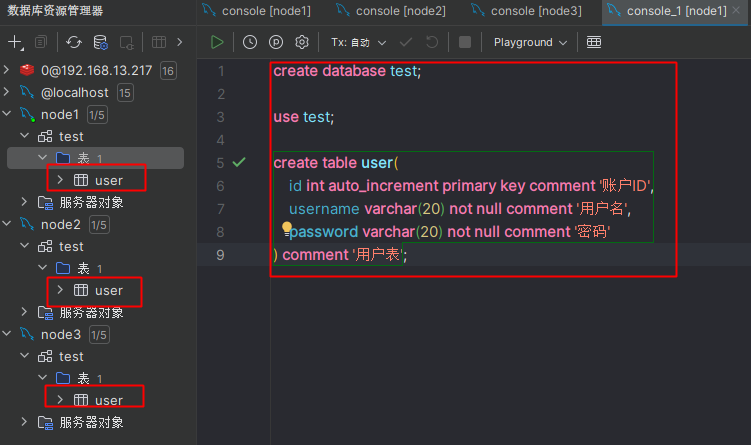 数据库资源管理器
console [node1]
console [node2]
console [node3]
console_1 [node1]
Tx: 自动
Playground
0@192.168.13.217 16
@localhost 15
node1 1/5
test
表 1
user
服务器对象
node2 1/5
test
表 1
user
服务器对象
node3 1/5
test
表 1
user
服务器对象
1 create database test;
2
3 use test;
4
5 create table user(
6 id int auto_increment primary key comment '账户ID',
7 username varchar(20) not null comment '用户名',
8 password varchar(20) not null comment '密码'
9 ) comment '用户表';